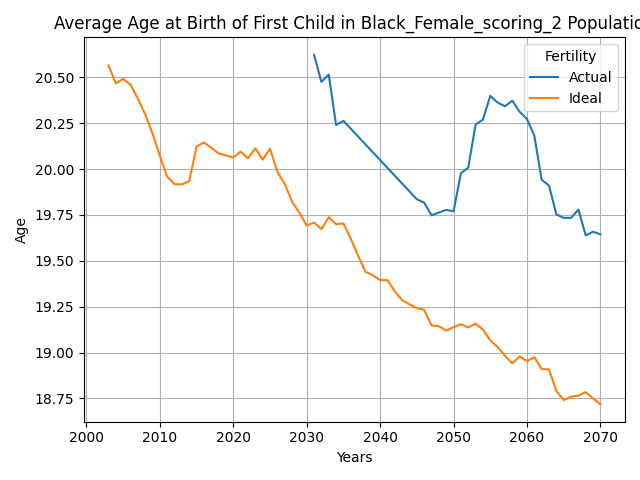 Average Age at Birth of First Child in Black_Female_scoring_2 Populatio
Fertility
Actual
Ideal
20.50
20.25
20.00
19.75
19.50
19.25
19.00
18.75
Age
2000 2010 2020 2030 2040 2050 2060 2070
Years